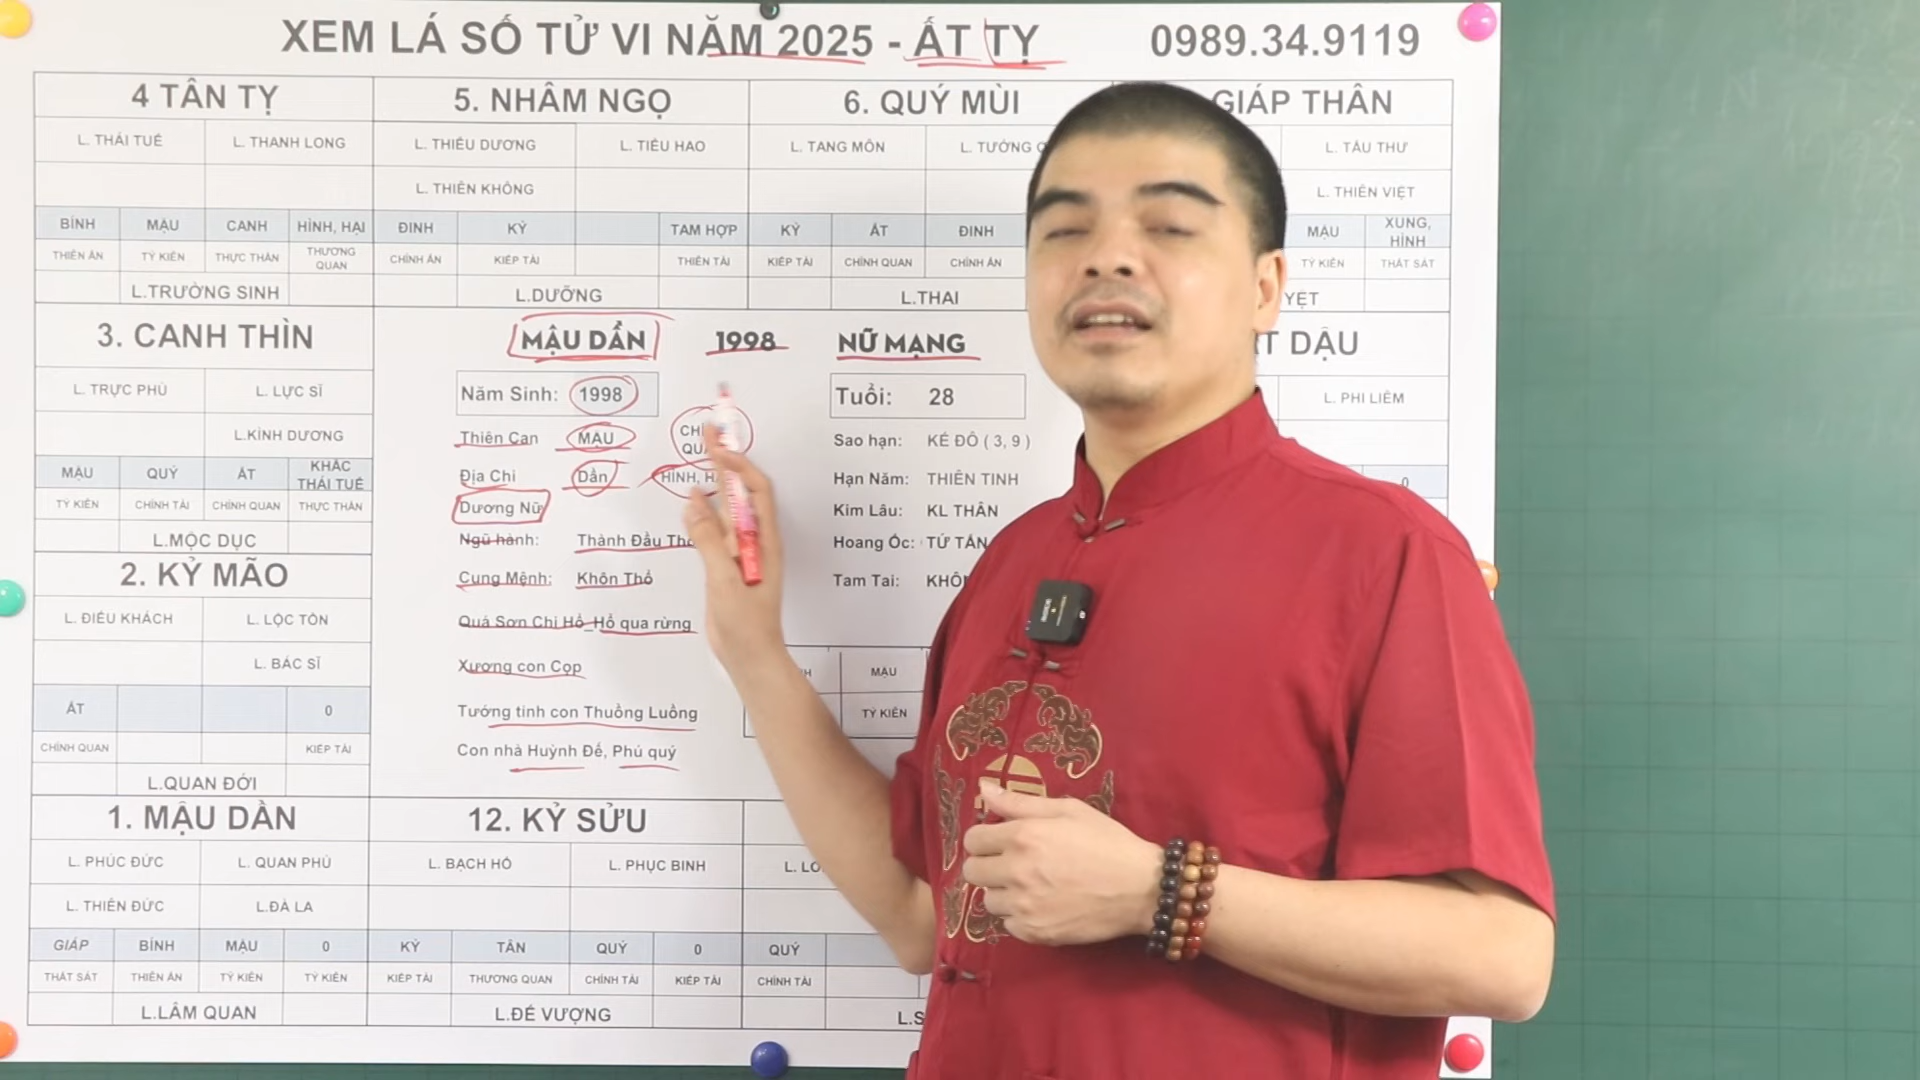 XEM LÁ SỐ TỬ VI NĂM 2025 - ẤT TỴ 0989.34.9119
4 TÂN TỴ 5. NHÂM NGỌ 6. QUÝ MÙI GIÁP THÂN
L. THÁI TUẾ L. THANH LONG L. THIẾU DƯƠNG L. TIỂU HAO L. TANG MÔN L. TƯỚNG L. TẤU THƯ
L. THIÊN KHÔNG L. THIÊN VIỆT
BÍNH MẬU CANH HÌNH, HẠI ĐINH KỶ TAM HỢP KỶ ẤT ĐINH MẬU XUNG, HÌNH
THIÊN ẤN TỶ KIÊN THỰC THẦN THƯƠNG QUAN CHÍNH ẤN KIẾP TÀI THIÊN TÀI KIẾP TÀI CHÍNH QUAN CHÍNH ẤN TỶ KIÊN THẤT SÁT
L.TRƯỜNG SINH L.DƯỠNG L.THAI
3. CANH THÌN DẬU
L. TRỰC PHÙ L. LỰC SĨ L. PHI LIÊM
L.KÌNH DƯƠNG
MẬU QUÝ ẤT KHẮC THÁI TUẾ 0
TỶ KIÊN CHÍNH TÀI CHÍNH QUAN THỰC THẦN
L.MỘC DỤC
2. KỶ MÃO
L. ĐIẾU KHÁCH L. LỘC TỒN
L. BÁC SĨ
ẤT 0
CHÍNH QUAN KIẾP TÀI
L.QUAN ĐỚI
MẬU DẦN 1998 NỮ MẠNG
Năm Sinh: 1998 Tuổi: 28
Thiên Can MẬU Sao hạn: KẾ ĐÔ ( 3, 9 )
Địa Chi Dần HÌNH, Hạn Năm: THIÊN TINH
Dương Nữ Kim Lâu: KL THÂN
Ngũ hành: Thành Đầu Hoang Ốc: TỨ TẤN
Cung Mệnh: Khôn Thổ Tam Tai:
Quá Sơn Chi Hổ_Hổ qua rừng
Xương con Cọp MẬU
Tướng tinh con Thuồng Luồng TỶ KIÊN
Con nhà Huỳnh Đế, Phú quý
1. MẬU DẦN 12. KỶ SỬU
L. PHÚC ĐỨC L. QUAN PHỦ L. BẠCH HỔ L. PHỤC BINH
L. THIÊN ĐỨC L.ĐÀ LA
GIÁP BÍNH MẬU 0 KỶ TÂN QUÝ 0 QUÝ
THẤT SÁT THIÊN ẤN TỶ KIÊN TỶ KIÊN KIẾP TÀI THƯƠNG QUAN CHÍNH TÀI KIẾP TÀI CHÍNH TÀI
L.LÂM QUAN L.ĐẾ VƯỢNG